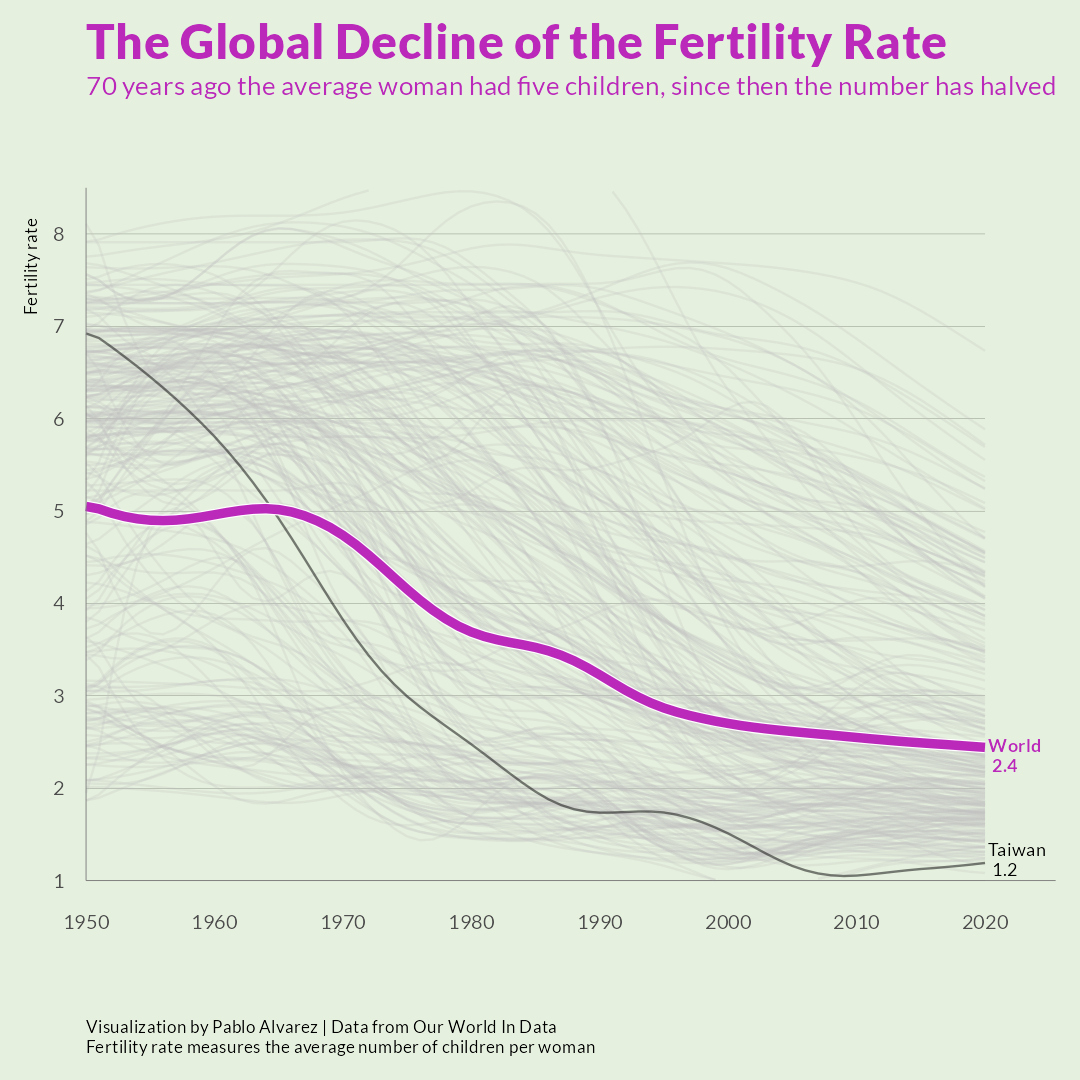 The Global Decline of the Fertility Rate
70 years ago the average woman had five children, since then the number has halved
Fertility rate
8
7
6
5
4
3
2
1
World
2.4
Taiwan
1.2
1950 1960 1970 1980 1990 2000 2010 2020
Visualization by Pablo Alvarez | Data from Our World In Data
Fertility rate measures the average number of children per woman